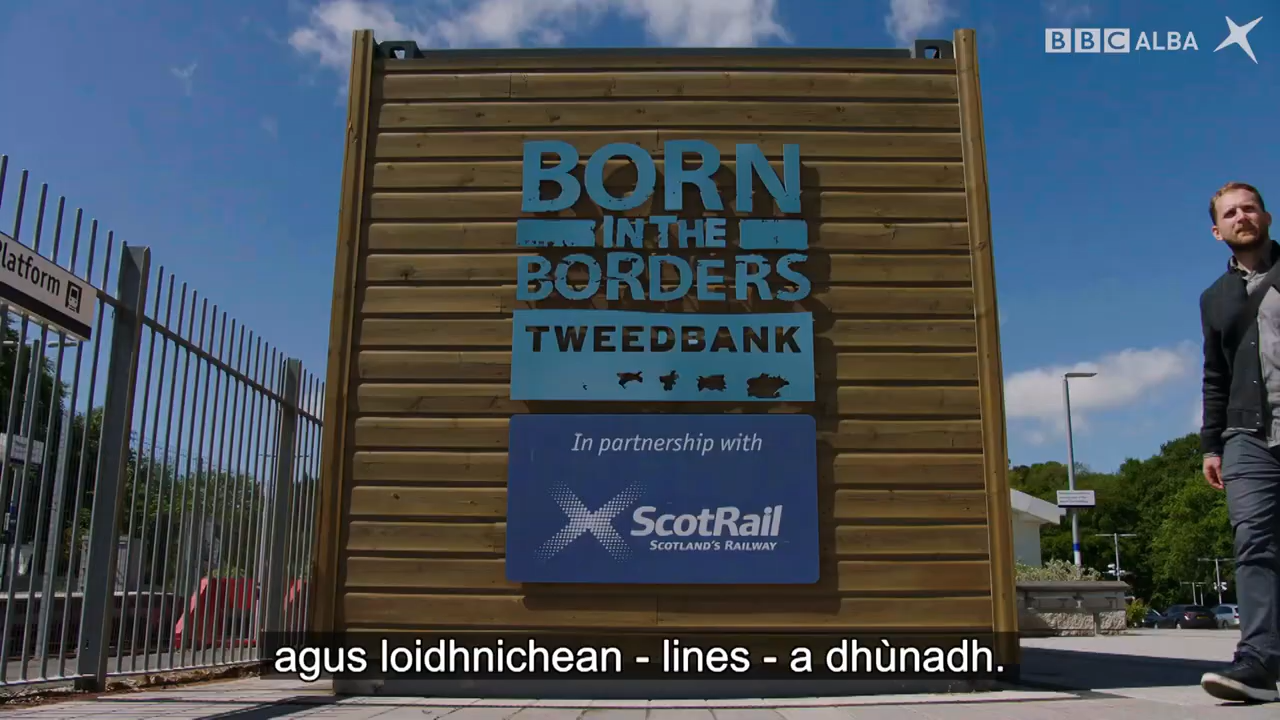 BBC ALBA
BORN
IN THE
BORDERS
TWEEDBANK
Platform
In partnership with
ScotRail
SCOTLAND'S RAILWAY
agus loidhnichean - lines - a dhùnadh.